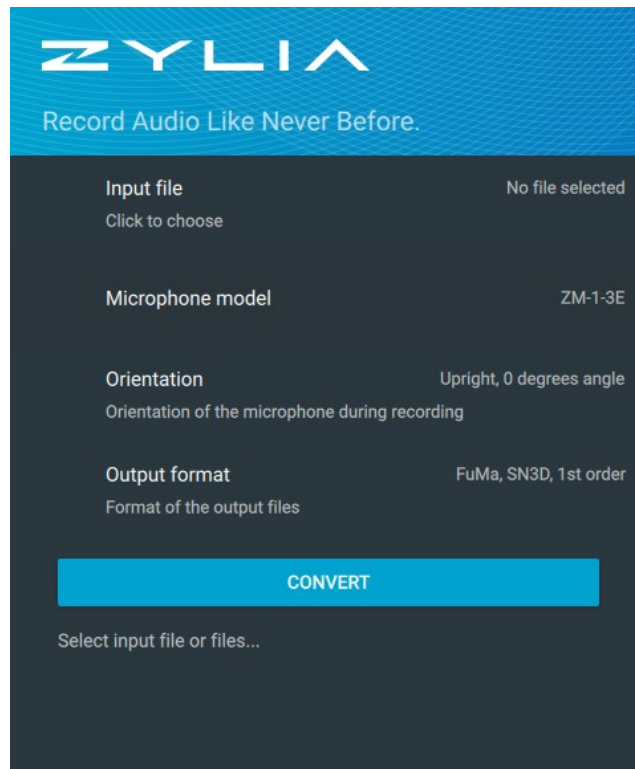 ZYLIA
Record Audio Like Never Before.
Input file No file selected
Click to choose
Microphone model ZM-1-3E
Orientation Upright, 0 degrees angle
Orientation of the microphone during recording
Output format FuMa, SN3D, 1st order
Format of the output files
CONVERT
Select input file or files...